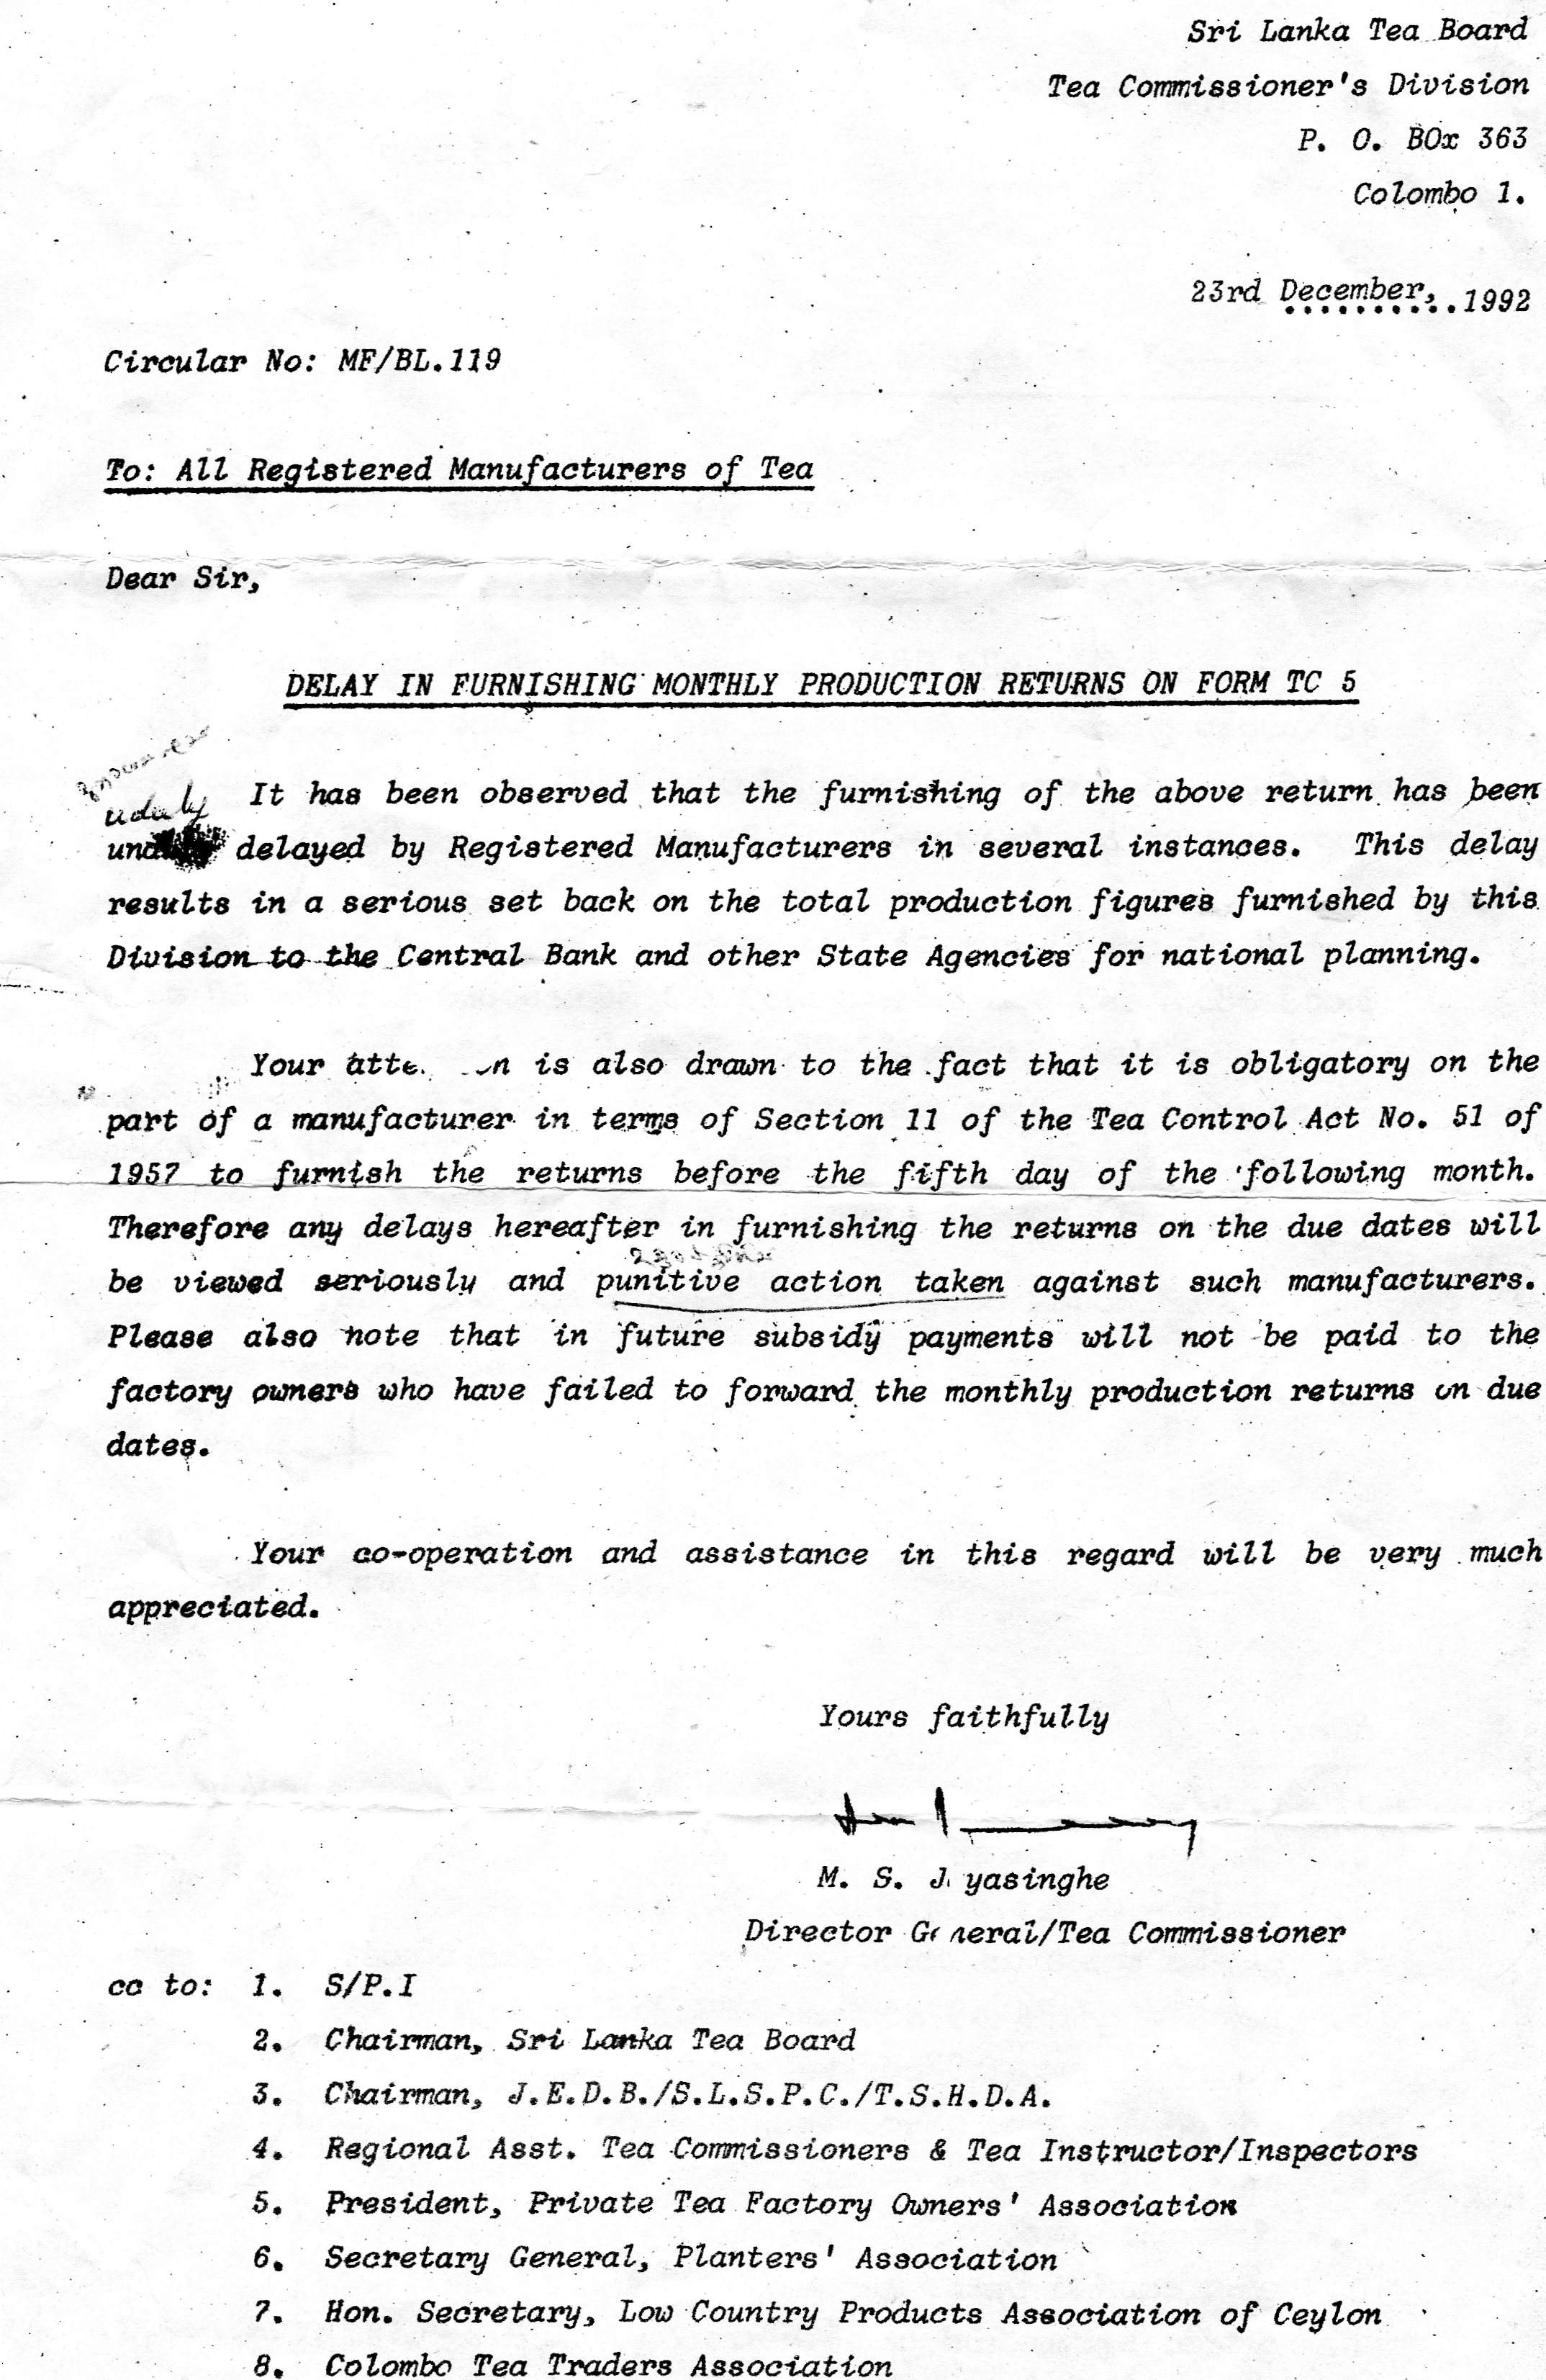 Sri Lanka Tea Board
Tea Commissioner's Division
P. O. BOx 363
Colombo 1.
23rd December, 1992
Circular No: MF/BL.119
To: All Registered Manufacturers of Tea
Dear Sir,
DELAY IN FURNISHING MONTHLY PRODUCTION RETURNS ON FORM TC 5
It has been observed that the furnishing of the above return has been
delayed by Registered Manufacturers in several instances. This delay
results in a serious set back on the total production figures furnished by this
Division to the Central Bank and other State Agencies for national planning.
Your is also drawn to the fact that it is obligatory on the
part of a manufacturer in terms of Section 11 of the Tea Control Act No. 51 of
1957 to furnish the returns before the fifth day of the following month.
Therefore any delays hereafter in furnishing the returns on the due dates will
be viewed seriously and punitive action taken against such manufacturers.
Please also note that in future subsidy payments will not be paid to the
factory owners who have failed to forward the monthly production returns on due
dates.
Your co-operation and assistance in this regard will be very much
appreciated.
Yours faithfully
M. S. J yasinghe
Director General/Tea Commissioner
cc to: 1. S/P.I
2. Chairman, Sri Lanka Tea Board
3. Chairman, J.E.D.B./S.L.S.P.C./T.S.H.D.A.
4. Regional Asst. Tea Commissioners & Tea Instructor/Inspectors
5. President, Private Tea Factory Owners' Association
6. Secretary General, Planters' Association
7. Hon. Secretary, Low Country Products Association of Ceylon
8. Colombo Tea Traders Association